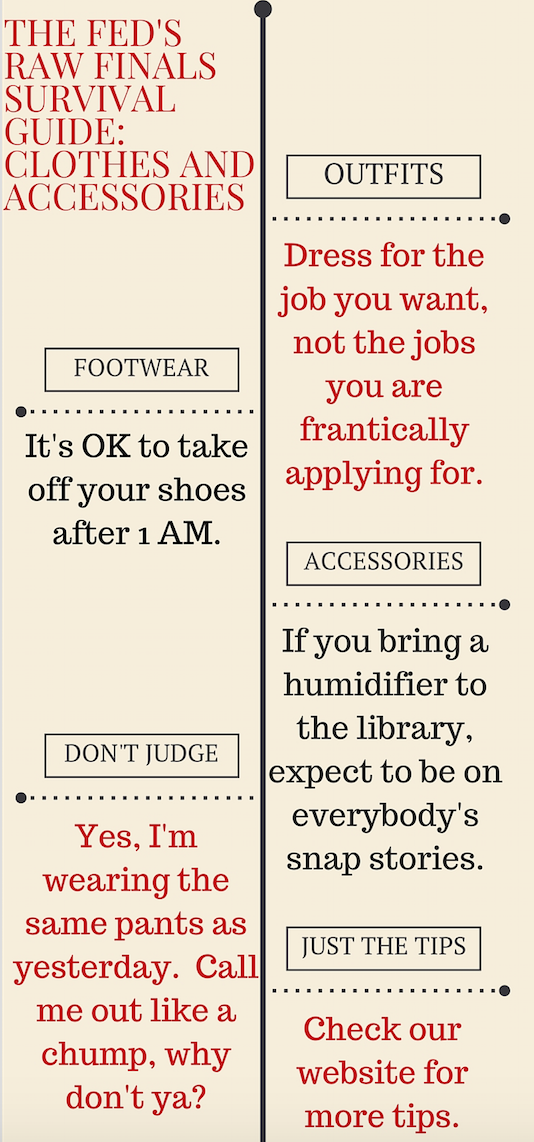 THE FED'S
RAW FINALS
SURVIVAL
GUIDE:
CLOTHES AND
ACCESSORIES
OUTFITS
Dress for the
job you want,
not the jobs
you are
frantically
applying for.
FOOTWEAR
It's OK to take
off your shoes
after 1 AM.
ACCESSORIES
If you bring a
humidifier to
the library,
expect to be on
everybody's
snap stories.
DON'T JUDGE
Yes, I'm
wearing the
same pants as
yesterday.  Call
me out like a
chump, why
don't ya?
JUST THE TIPS
Check our
website for
more tips.